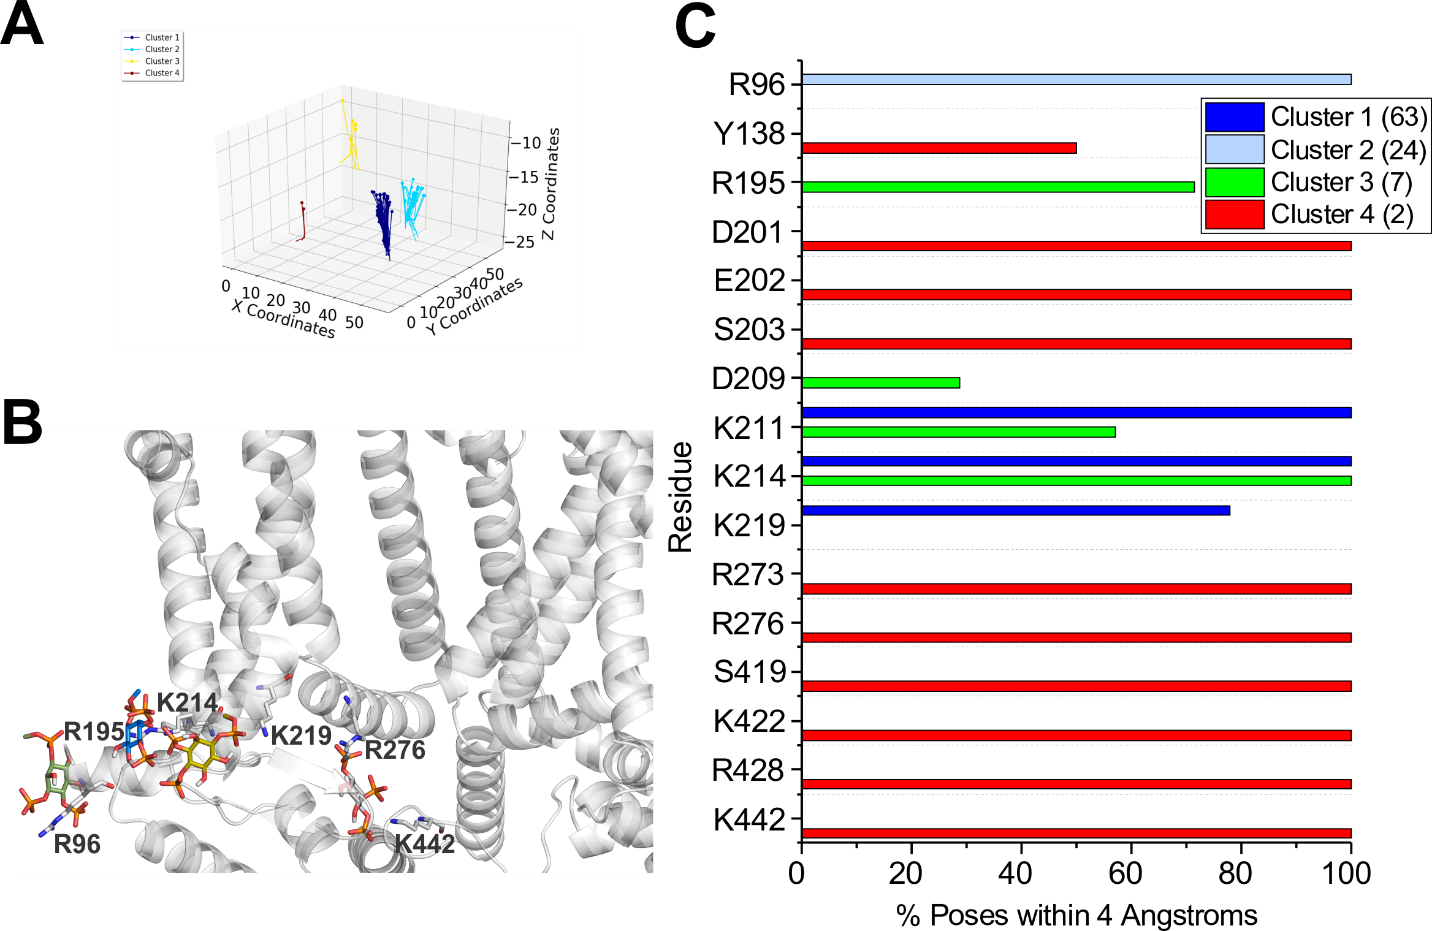 A
Cluster 1
Cluster 2
Cluster 3
Cluster 4
−10
−15
−20
−25
Z Coordinates
0 10 20 30 40 50
X Coordinates
0 10 20 30 40 50
Y Coordinates
B
K214
R195
K219
R276
R96
K442
C
R96
Y138
R195
D201
E202
S203
D209
K211
K214
K219
R273
R276
S419
K422
R428
K442
Residue
Cluster 1 (63)
Cluster 2 (24)
Cluster 3 (7)
Cluster 4 (2)
0 20 40 60 80 100
% Poses within 4 Angstroms